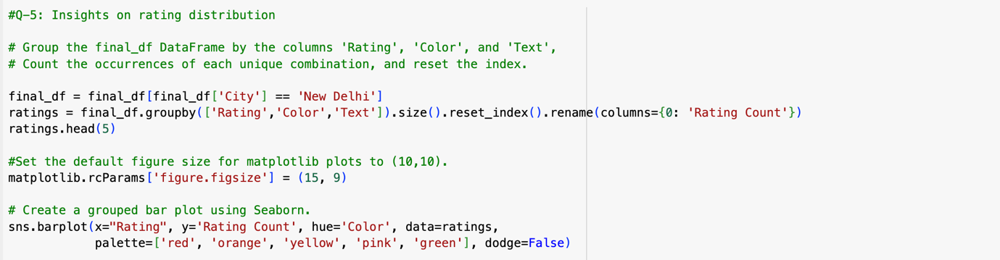 #Q-5: Insights on rating distribution
# Group the final_df DataFrame by the columns 'Rating', 'Color', and 'Text',
# Count the occurrences of each unique combination, and reset the index.
final_df = final_df[final_df['City'] == 'New Delhi']
ratings = final_df.groupby(['Rating','Color','Text']).size().reset_index().rename(columns={0: 'Rating Count'})
ratings.head(5)
#Set the default figure size for matplotlib plots to (10,10).
matplotlib.rcParams['figure.figsize'] = (15, 9)
# Create a grouped bar plot using Seaborn.
sns.barplot(x="Rating", y='Rating Count', hue='Color', data=ratings,
palette=['red', 'orange', 'yellow', 'pink', 'green'], dodge=False)